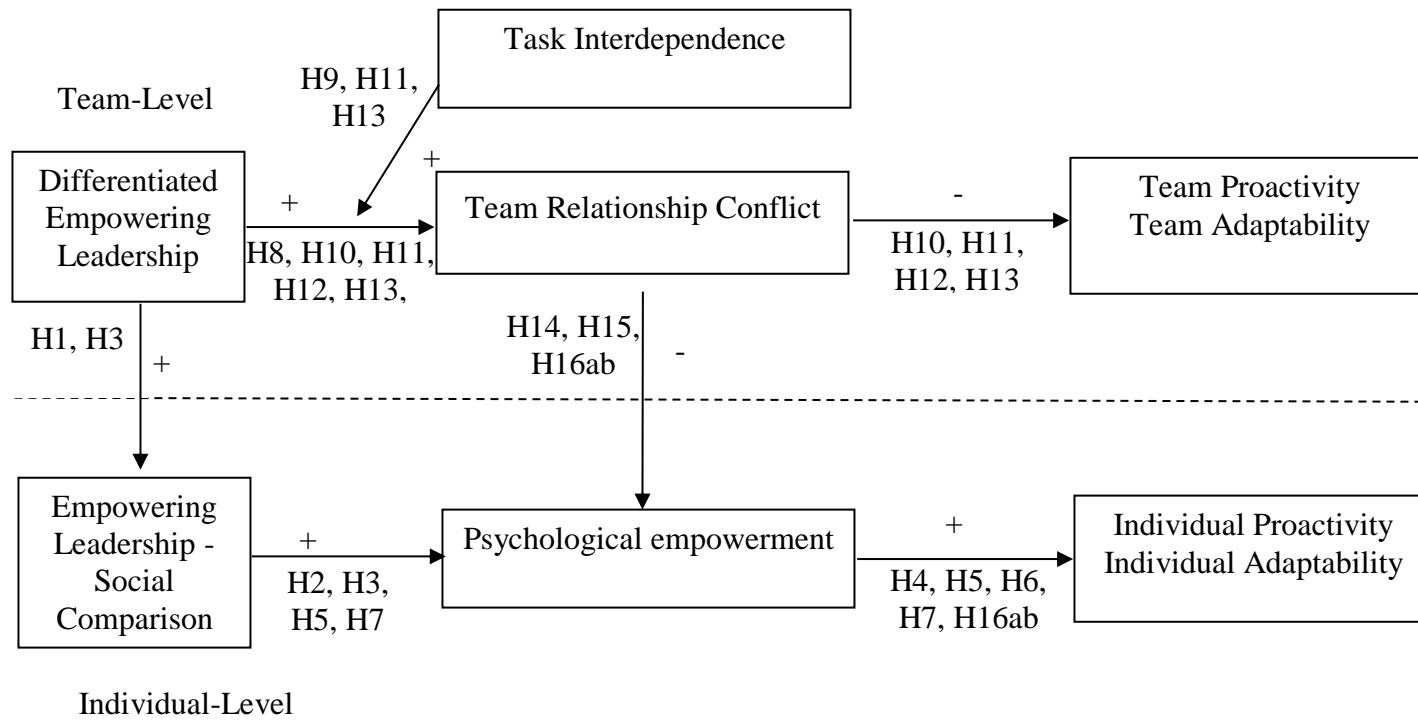 Task Interdependence
H9, H11,
H13
Team-Level
+
Differentiated
Empowering
Leadership
+
H8, H10, H11,
H12, H13,
Team Relationship Conflict
-
H10, H11,
H12, H13
Team Proactivity
Team Adaptability
H1, H3
+
H14, H15,
H16ab
-
Empowering
Leadership -
Social
Comparison
+
H2, H3,
H5, H7
Psychological empowerment
+
H4, H5, H6,
H7, H16ab
Individual Proactivity
Individual Adaptability
Individual-Level